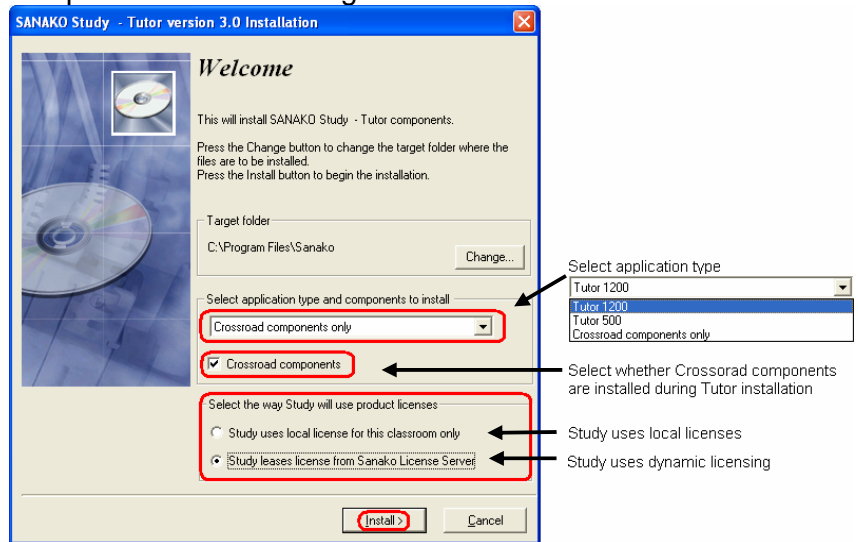 SANAKO Study - Tutor version 3.0 Installation
Welcome
This will install SANAKO Study - Tutor components.
Press the Change button to change the target folder where the
files are to be installed.
Press the Install button to begin the installation.
Target folder
C:\Program Files\Sanako
Change...
Select application type and components to install
Crossroad components only
Crossroad components
Select the way Study will use product licenses
Study uses local license for this classroom only
Study leases license from Sanako License Server
Install >
Cancel
Select application type
Tutor 1200
Tutor 1200
Tutor 500
Crossroad components only
Select whether Crossorad components
are installed during Tutor installation
Study uses local licenses
Study uses dynamic licensing